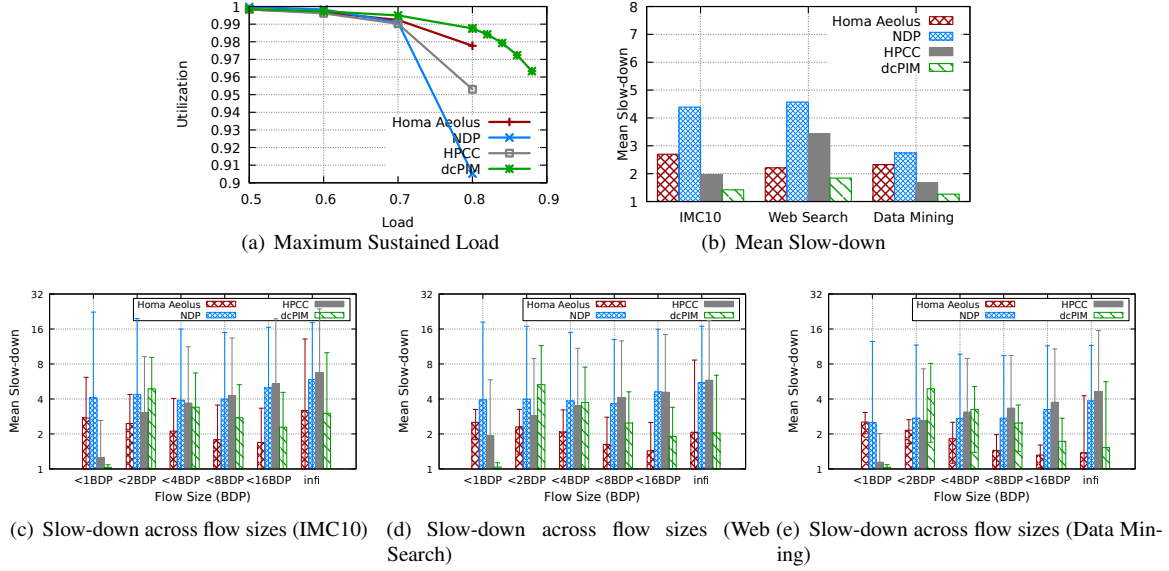 1
0.99
0.98
0.97
0.96
0.95
0.94
0.93
0.92
0.91
0.9
Utilization
Homa Aeolus
NDP
HPCC
dcPIM
0.5
0.6
0.7
0.8
0.9
Load
(a) Maximum Sustained Load
8
7
6
5
4
3
2
1
Mean Slow-down
Homa Aeolus
NDP
HPCC
dcPIM
IMC10
Web Search
Data Mining
(b) Mean Slow-down
32
16
8
4
2
1
Mean Slow-down
Homa Aeolus
NDP
HPCC
dcPIM
<1BDP
<2BDP
<4BDP
<8BDP
<16BDP
infi
Flow Size (BDP)
(c) Slow-down across flow sizes (IMC10)
32
16
8
4
2
1
Mean Slow-down
Homa Aeolus
NDP
HPCC
dcPIM
<1BDP
<2BDP
<4BDP
<8BDP
<16BDP
infi
Flow Size (BDP)
(d) Slow-down across flow sizes (Web
Search)
32
16
8
4
2
1
Mean Slow-down
Homa Aeolus
NDP
HPCC
dcPIM
<1BDP
<2BDP
<4BDP
<8BDP
<16BDP
infi
Flow Size (BDP)
(e) Slow-down across flow sizes (Data Min-
ing)